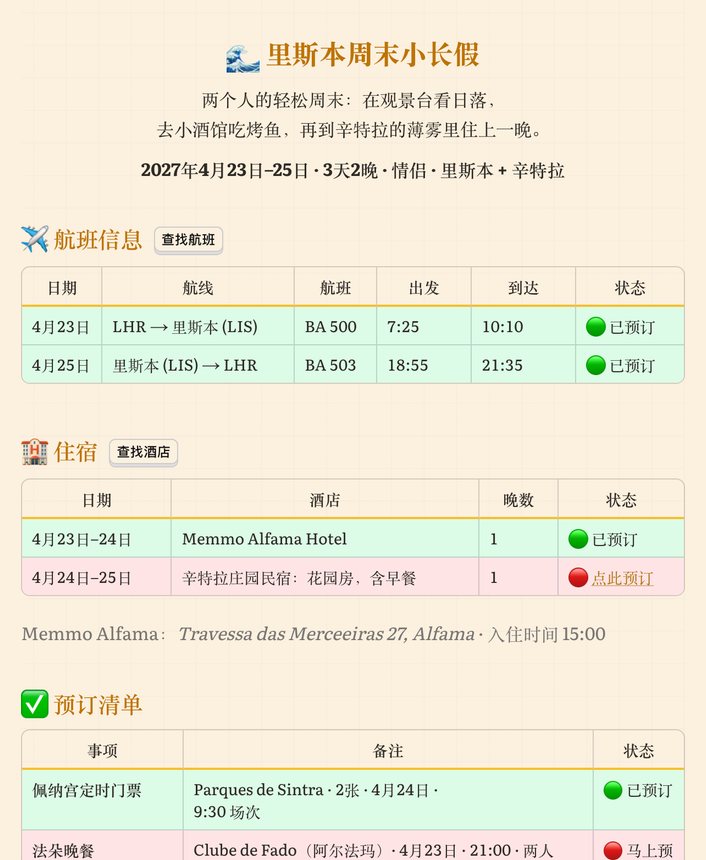 里斯本周末小长假
两个人的轻松周末：在观景台看日落，
去小酒馆吃烤鱼，再到辛特拉的薄雾里住上一晚。
2027年4月23日–25日 · 3天2晚 · 情侣 · 里斯本 + 辛特拉
航班信息 查找航班
日期 航线 航班 出发 到达 状态
4月23日 LHR → 里斯本 (LIS) BA 500 7:25 10:10 已预订
4月25日 里斯本 (LIS) → LHR BA 503 18:55 21:35 已预订
住宿 查找酒店
日期 酒店 晚数 状态
4月23日–24日 Memmo Alfama Hotel 1 已预订
4月24日–25日 辛特拉庄园民宿：花园房，含早餐 1 点此预订
Memmo Alfama： Travessa das Merceeiras 27, Alfama · 入住时间 15:00
预订清单
事项 备注 状态
佩纳宫定时门票 Parques de Sintra · 2张 · 4月24日 · 已预订
9:30 场次
法朵晚餐 Clube de Fado（阿尔法玛）· 4月23日 · 21:00 · 两人 马上预